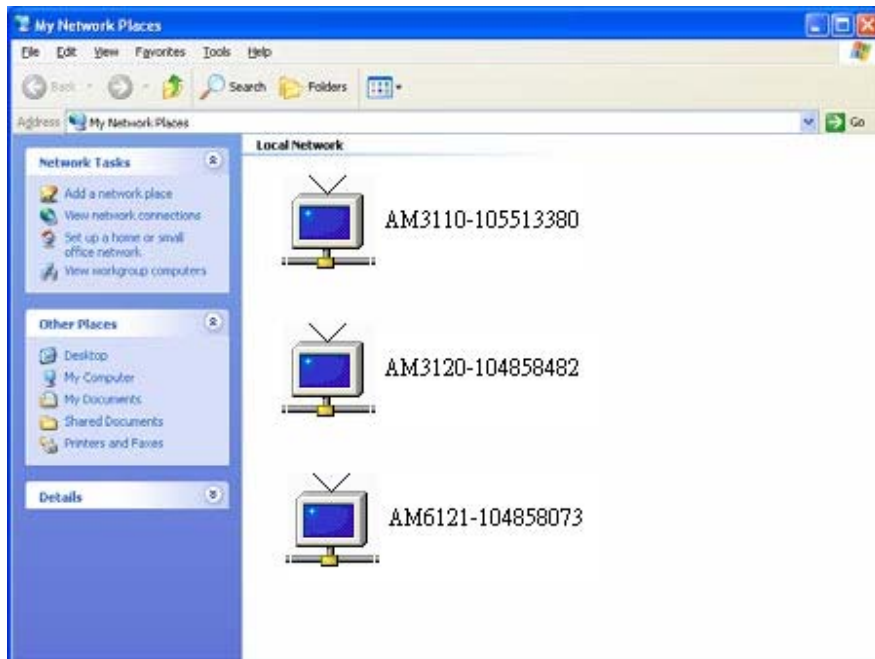 My Network Places
File Edit View Favorites Tools Help
Back Search Folders
Address My Network Places Go
Network Tasks
Add a network place
View network connections
Set up a home or small
office network
View workgroup computers
Other Places
Desktop
My Computer
My Documents
Shared Documents
Printers and Faxes
Details
Local Network
AM3110-105513380
AM3120-104858482
AM6121-104858073